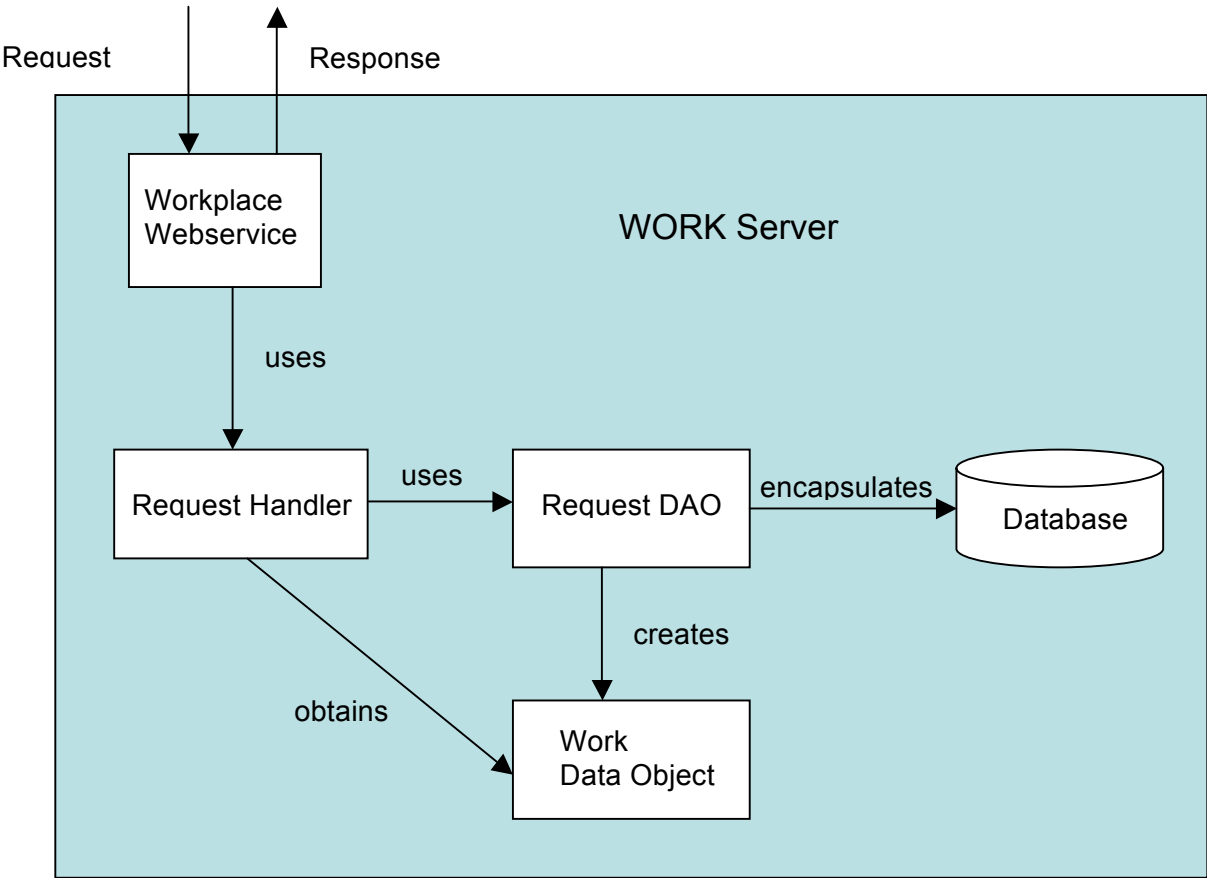 Request
Response
Workplace
Webservice
WORK Server
uses
Request Handler
uses
Request DAO
encapsulates
Database
creates
obtains
Work
Data Object